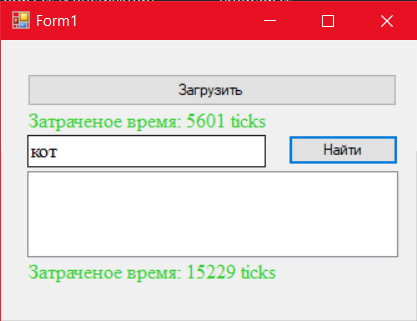 Form1
Загрузить
Затраченое время: 5601 ticks
кот
Найти
Затраченое время: 15229 ticks